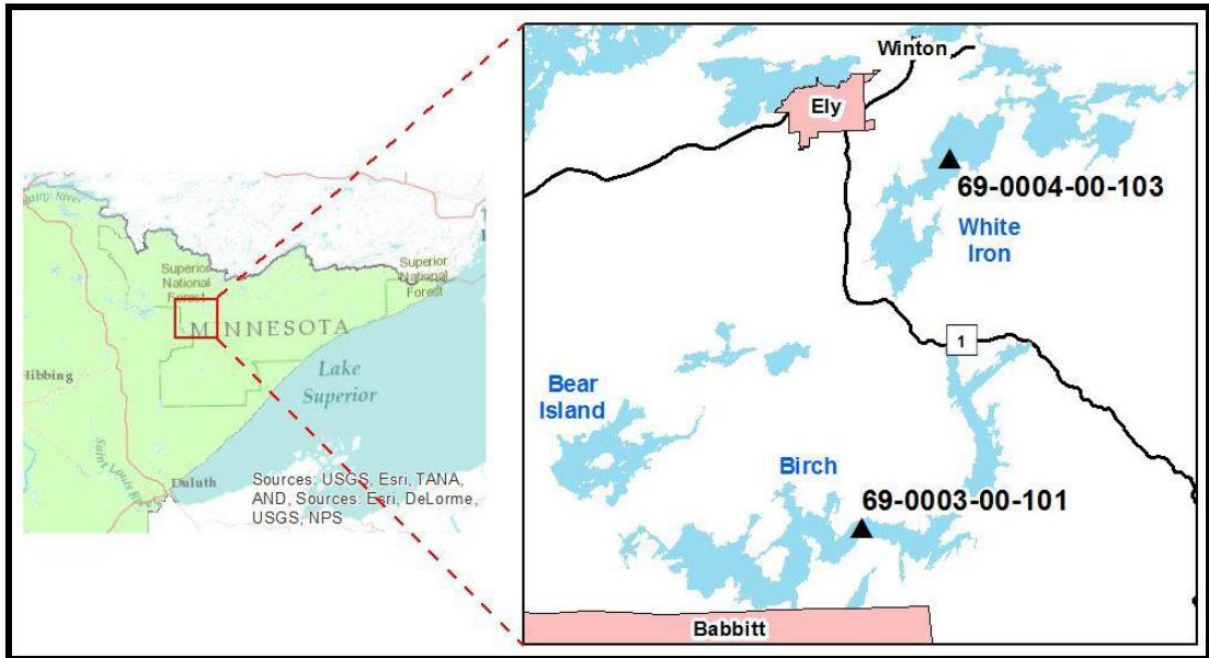 ainy River
Superior
National
Forest
Superior
National
Forest
MINNESOTA
Hibbing
Lake
Superior
Saint Louis River
Duluth
Sources: USGS, Esri, TANA,
AND, Sources: Esri, DeLorme,
USGS, NPS
Winton
Ely
69-0004-00-103
White
Iron
1
Bear
Island
Birch
69-0003-00-101
Babbitt